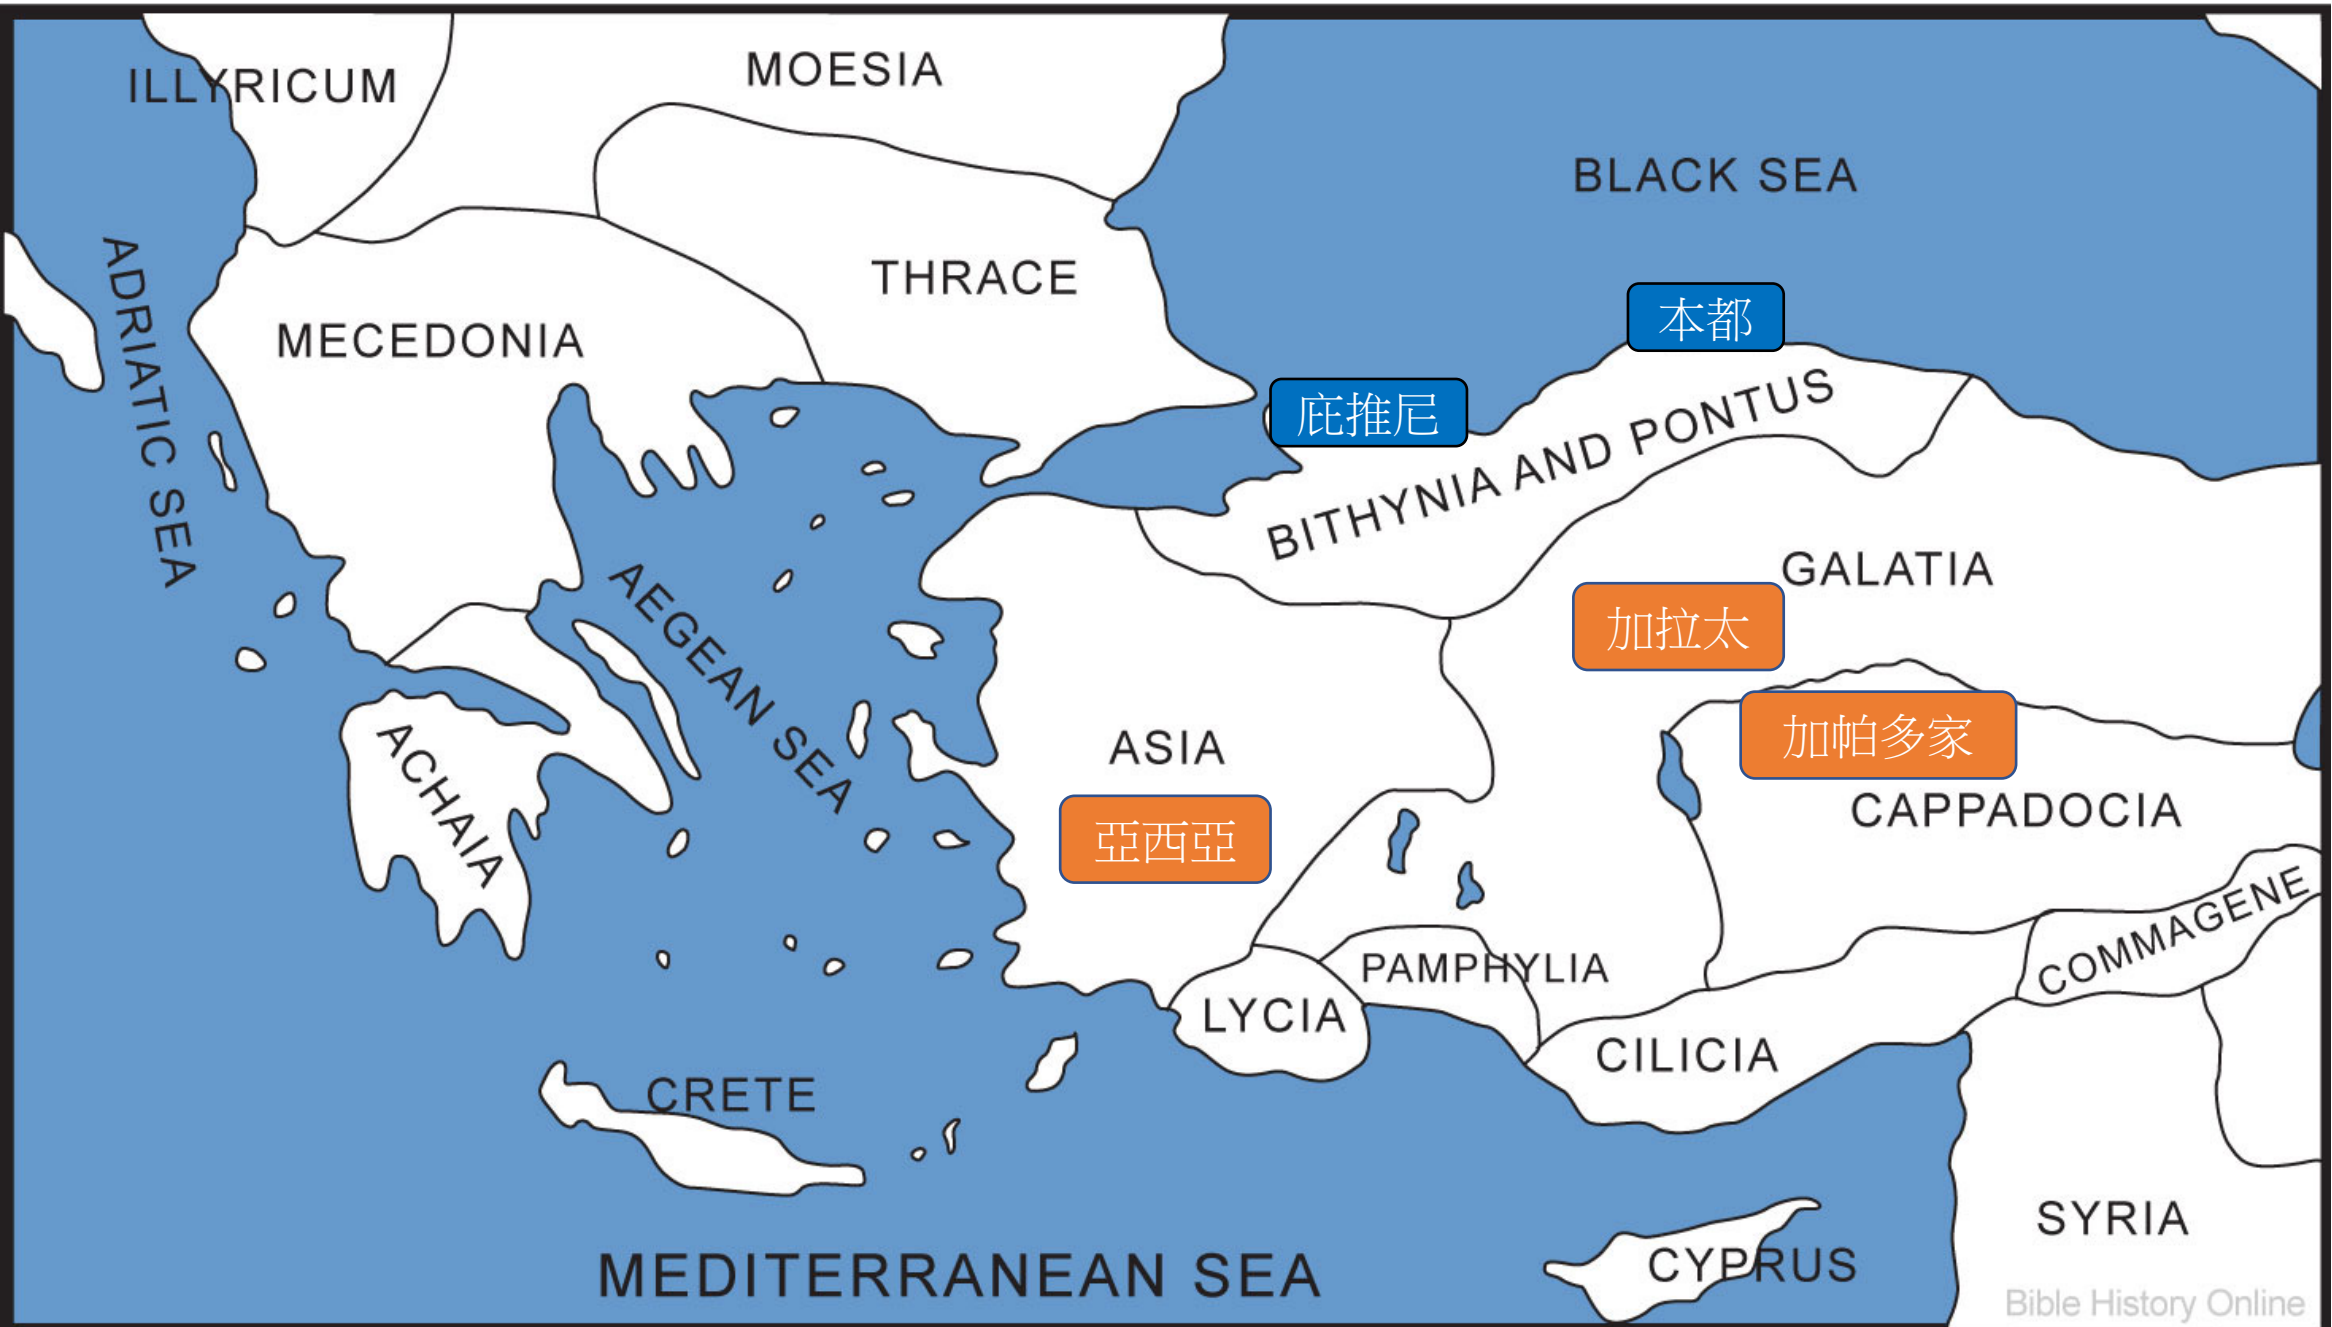 ILLYRICUM
MOESIA
BLACK SEA
ADRIATIC SEA
THRACE
MECEDONIA
本都
庇推尼
BITHYNIA AND PONTUS
GALATIA
加拉太
AEGEAN SEA
加帕多家
ASIA
ACHAIA
亞西亞
CAPPADOCIA
COMMAGENE
PAMPHYLIA
LYCIA
CILICIA
CRETE
SYRIA
CYPRUS
MEDITERRANEAN SEA
Bible History Online